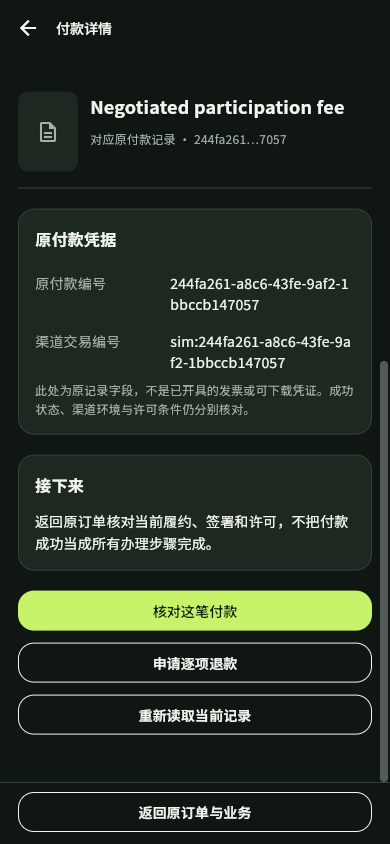 付款详情
Negotiated participation fee
对应原付款记录 · 244fa261…7057
原付款凭据
原付款编号 244fa261-a8c6-43fe-9af2-1
bbccb147057
渠道交易编号 sim:244fa261-a8c6-43fe-9a
f2-1bbccb147057
此处为原记录字段，不是已开具的发票或可下载凭证。成功
状态、渠道环境与许可条件仍分别核对。
接下来
返回原订单核对当前履约、签署和许可，不把付款
成功当成所有办理步骤完成。
核对这笔付款
申请逐项退款
重新读取当前记录
返回原订单与业务